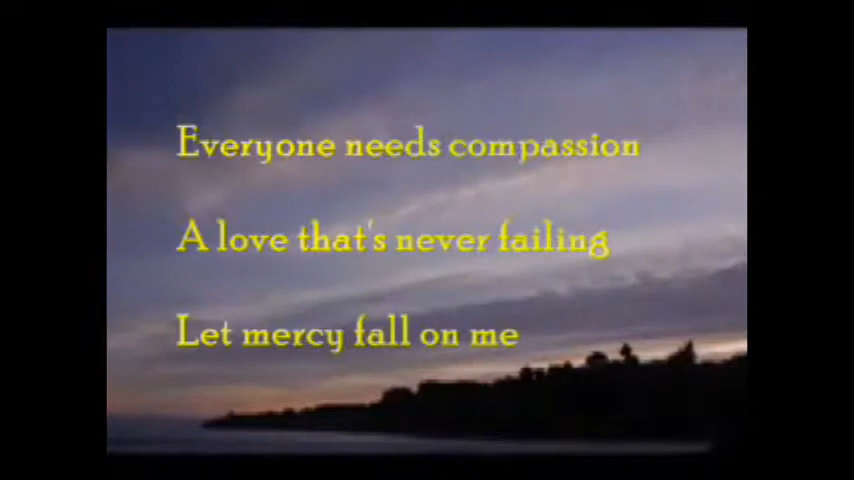 Everyone needs compassion
A love that's never failing
Let mercy fall on me